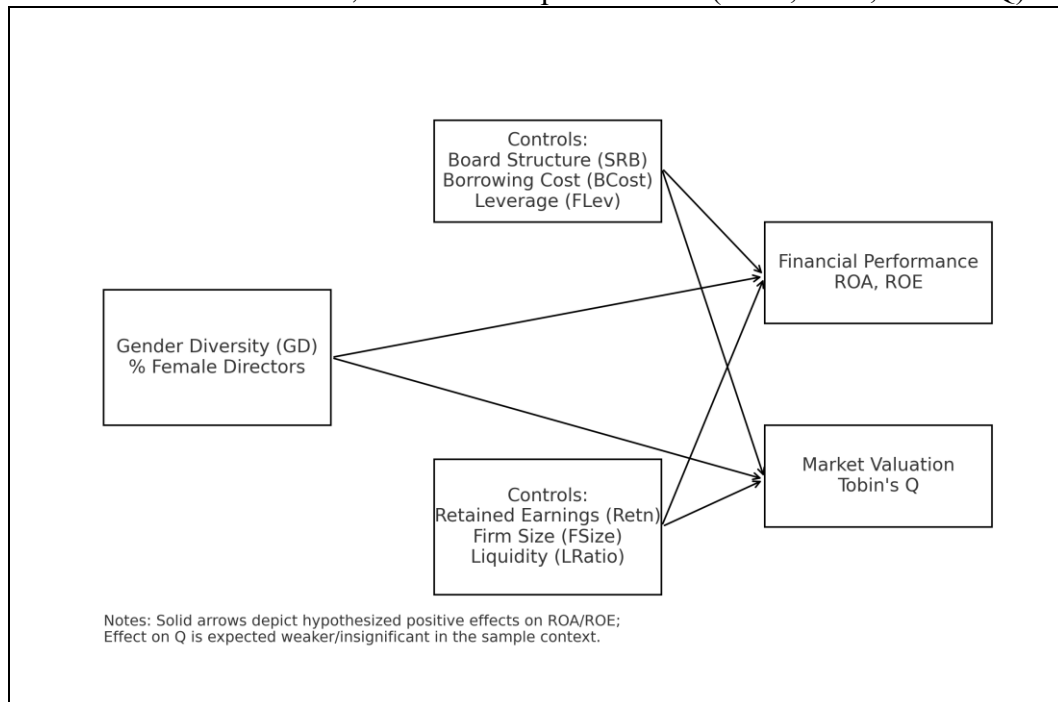 Controls:
Board Structure (SRB)
Borrowing Cost (BCost)
Leverage (FLev)
Financial Performance
ROA, ROE
Gender Diversity (GD)
% Female Directors
Market Valuation
Tobin's Q
Controls:
Retained Earnings (Retn)
Firm Size (FSize)
Liquidity (LRatio)
Notes: Solid arrows depict hypothesized positive effects on ROA/ROE;
Effect on Q is expected weaker/insignificant in the sample context.